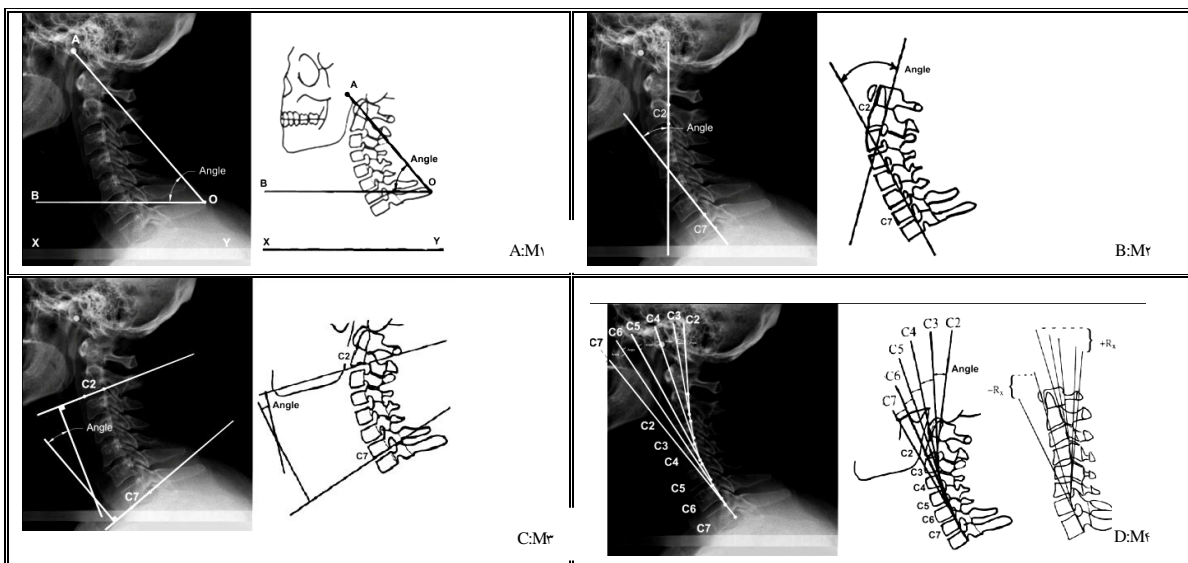 A
Angle
B
O
X
Y
A
Angle
B
O
X
Y
A:M۱
C2
Angle
C7
Angle
C2
C7
B:M۲
C2
Angle
C7
C2
Angle
C7
C:M۳
C7
C6
C5
C4
C3
C2
C2
C3
C4
C5
C6
C7
C4
C3
C2
C5
C6
C7
Angle
C2
C3
C4
C5
C6
C7
+Rx
−Rx
D:M۴